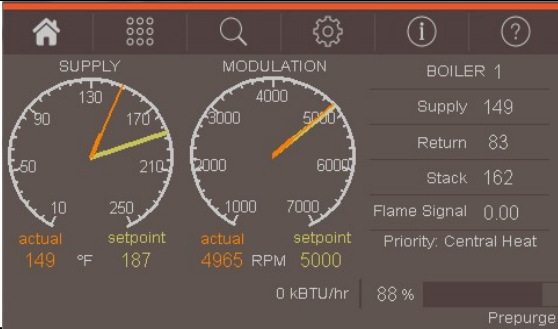 SUPPLY
130
90
170
50
210
10
250
actual
setpoint
149 °F 187
MODULATION
4000
3000
5000
2000
6000
1000
7000
actual
setpoint
4965 RPM 5000
BOILER 1
Supply 149
Return 83
Stack 162
Flame Signal 0.00
Priority: Central Heat
0 kBTU/hr 88 %
Prepurge